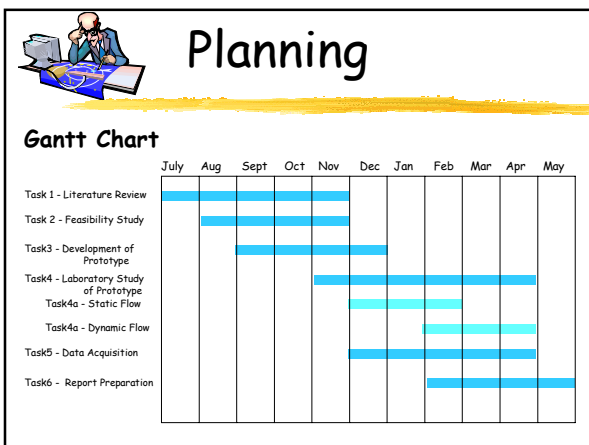 Planning
Gantt Chart
July Aug Sept Oct Nov Dec Jan Feb Mar Apr May
Task 1 - Literature Review
Task 2 - Feasibility Study
Task3 - Development of
Prototype
Task4 - Laboratory Study
of Prototype
Task4a - Static Flow
Task4a - Dynamic Flow
Task5 - Data Acquisition
Task6 - Report Preparation